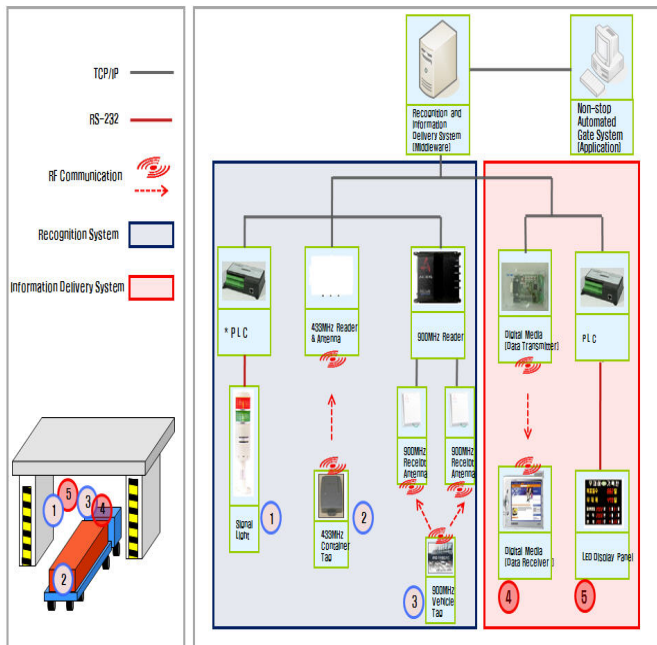 TCP/IP
RS-232
RF Communication
Recognition System
Information Delivery System
1
5
3
4
2
Recognition and
Information
Delivery System
(Middleware)
Non-stop
Automated
Gate System
(Application)
* PLC
433MHz Reader
& Antenna
900MHz Reader
Digital Media
(Data Transmitter)
PLC
900MHz
Antenna
900MHz
Antenna
Signal
Light
1
433MHz
Container
Tag
2
3
900MHz
Vehicle
Tag
Digital Media
(Data Receiver)
4
LED Display Panel
5